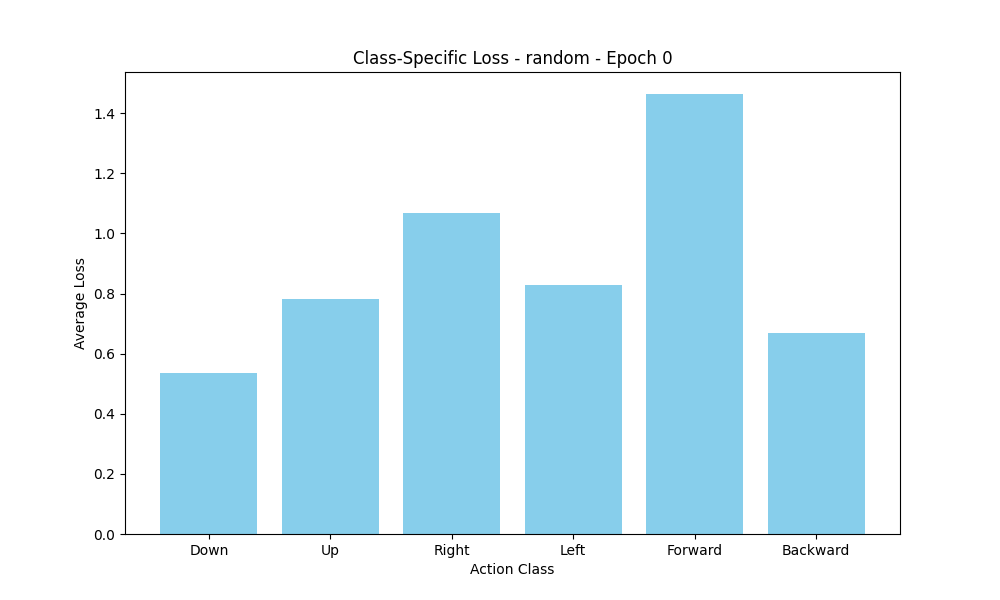 Class-Specific Loss - random - Epoch 0
Average Loss
1.4
1.2
1.0
0.8
0.6
0.4
0.2
0.0
Down Up Right Left Forward Backward
Action Class